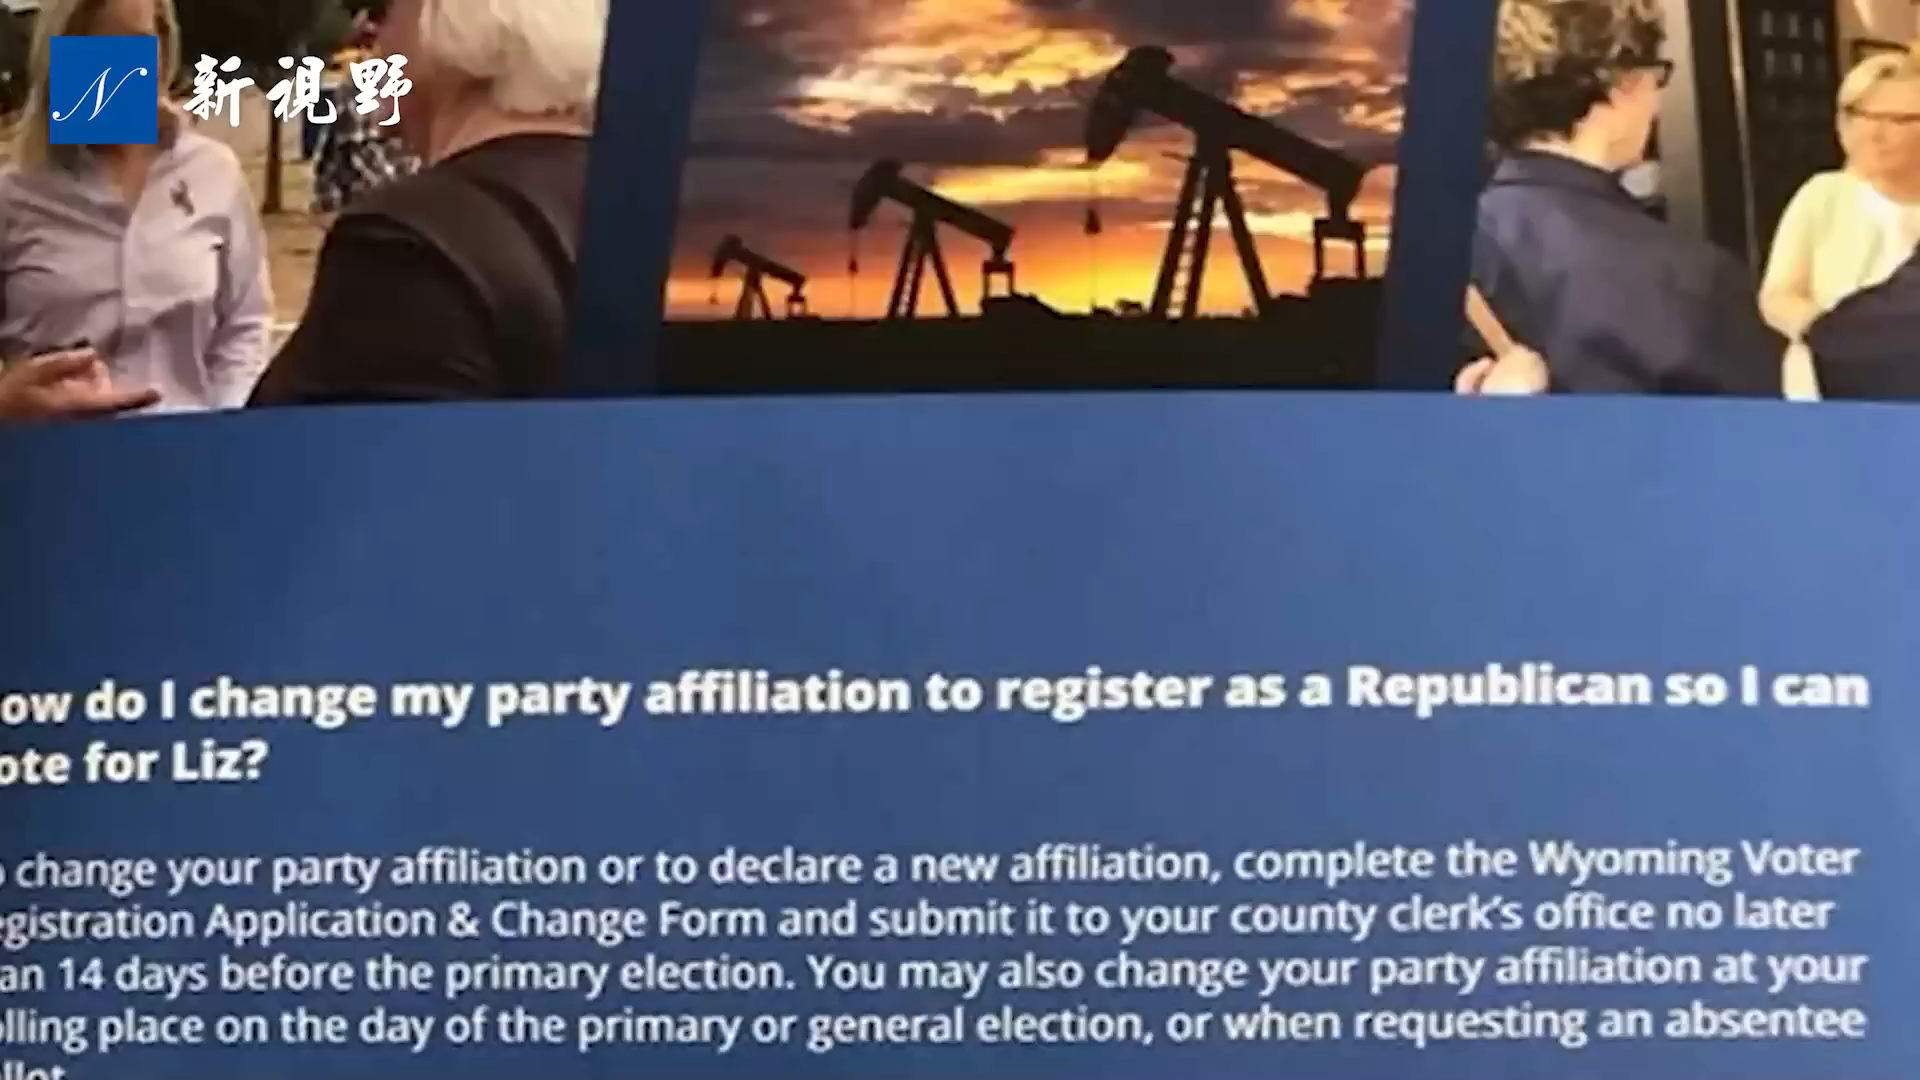 N 新視野
ow do I change my party affiliation to register as a Republican so I can
ote for Liz?
change your party affiliation or to declare a new affiliation, complete the Wyoming Voter
egistration Application & Change Form and submit it to your county clerk's office no later
an 14 days before the primary election. You may also change your party affiliation at your
lling place on the day of the primary or general election, or when requesting an absentee